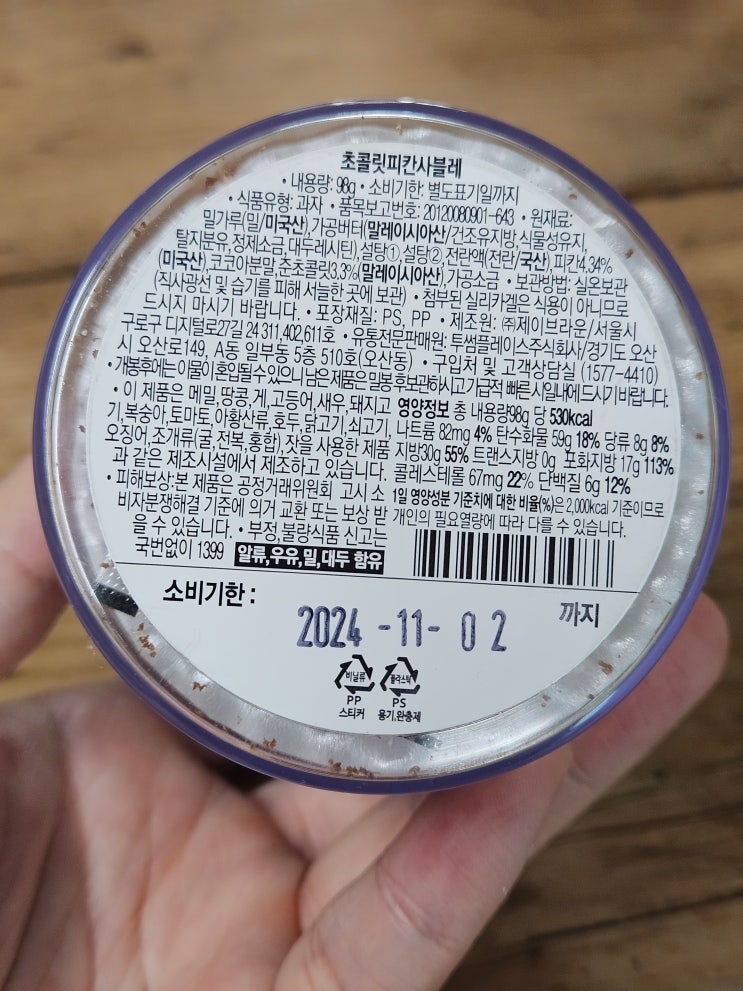 초콜릿피칸사블레
• 내용량: 98g • 소비기한: 별도표기일까지
• 식품유형: 과자 • 품목보고번호: 20120080901-643 • 원재료:
밀가루(밀/미국산),가공버터(말레이시아산/건조유지방,식물성유지,
탈지분유,정제소금,대두레시틴),설탕①,설탕②,전란액(전란/국산),피칸4.34%
(미국산),코코아분말,준초콜릿3.3%(말레이시아산),가공소금 • 보관방법: 실온보관
(직사광선 및 습기를 피해 서늘한 곳에 보관) • 첨부된 실리카겔은 식용이 아니므로
드시지 마시기 바랍니다. • 포장재질: PS, PP • 제조원: ㈜제이브라운/서울시
구로구 디지털로27길 24 311,402,611호 • 유통전문판매원: 투썸플레이스주식회사/경기도 오산
시 오산로149, A동 일부동 5층 510호(오산동) • 구입처 및 고객상담실 (1577-4410)
• 개봉후에는 이물이 혼입될 수 있으니 남은 제품은 밀봉 후 보관하시고 가급적 빠른 시일내에 드시기 바랍니다.
• 이 제품은 메밀,땅콩,게,고등어,새우,돼지고
기,복숭아,토마토,아황산류,호두,닭고기,쇠고기,
오징어,조개류(굴,전복,홍합),잣을 사용한 제품
과 같은 제조시설에서 제조하고 있습니다.
• 피해보상:본 제품은 공정거래위원회 고시 소
비자분쟁해결 기준에 의거 교환 또는 보상 받
을 수 있습니다. • 부정,불량식품 신고는
국번없이 1399 알류,우유,밀,대두 함유
영양정보 총 내용량98g 당 530kcal
나트륨 82mg 4% 탄수화물 59g 18% 당류 8g 8%
지방30g 55% 트랜스지방 0g 포화지방 17g 113%
콜레스테롤 67mg 22% 단백질 6g 12%
1일 영양성분 기준치에 대한 비율(%)은 2,000kcal 기준이므로
개인의 필요열량에 따라 다를 수 있습니다.
소비기한 : 2024 -11- 02 까지
비닐류 플라스틱
PP PS
스티커 용기,완충제